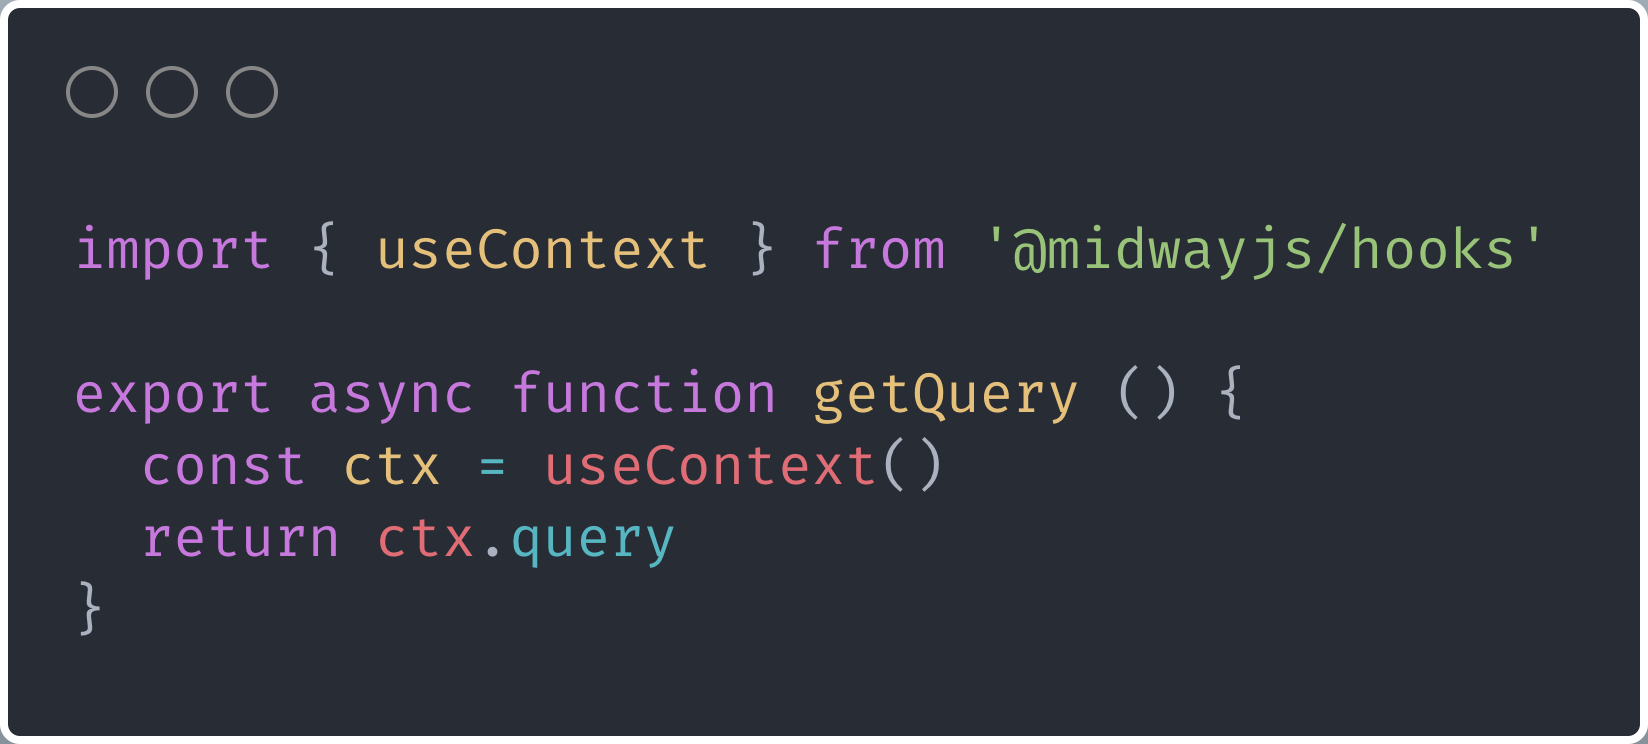 import { useContext } from '@midwayjs/hooks'
export async function getQuery () {
  const ctx = useContext()
  return ctx.query
}